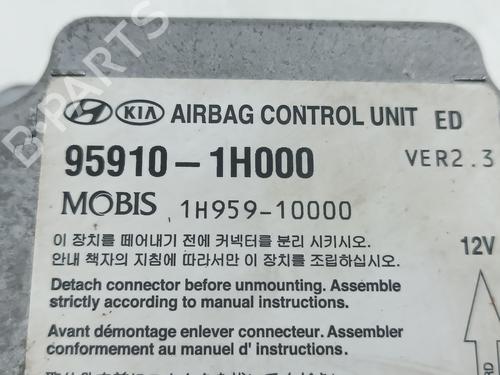 B-PARTS
HYUNDAI KIA AIRBAG CONTROL UNIT ED
95910-1H000 VER2.3
MOBIS 1H959-10000
이 장치를 떼어내기 전에 커넥터를 분리 시키시오.
안내 책자의 지침에 따라서만 이 장치를 조립하십시오.
12V
Detach connector before unmounting. Assemble
strictly according to manual instructions.
Avant démontage enlever connecteur. Assembler
conformement au manuel d' instructions.